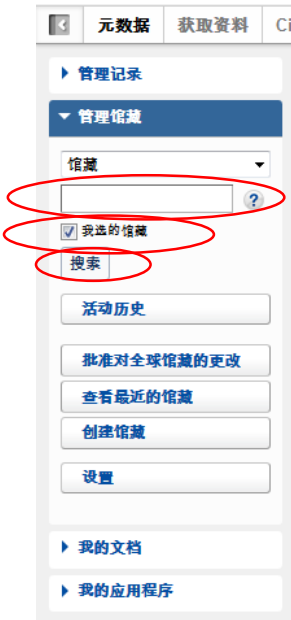 元数据 获取资料 Ci
管理记录
管理馆藏
馆藏
?
我选的馆藏
搜索
活动历史
批准对全球馆藏的更改
查看最近的馆藏
创建馆藏
设置
我的文档
我的应用程序